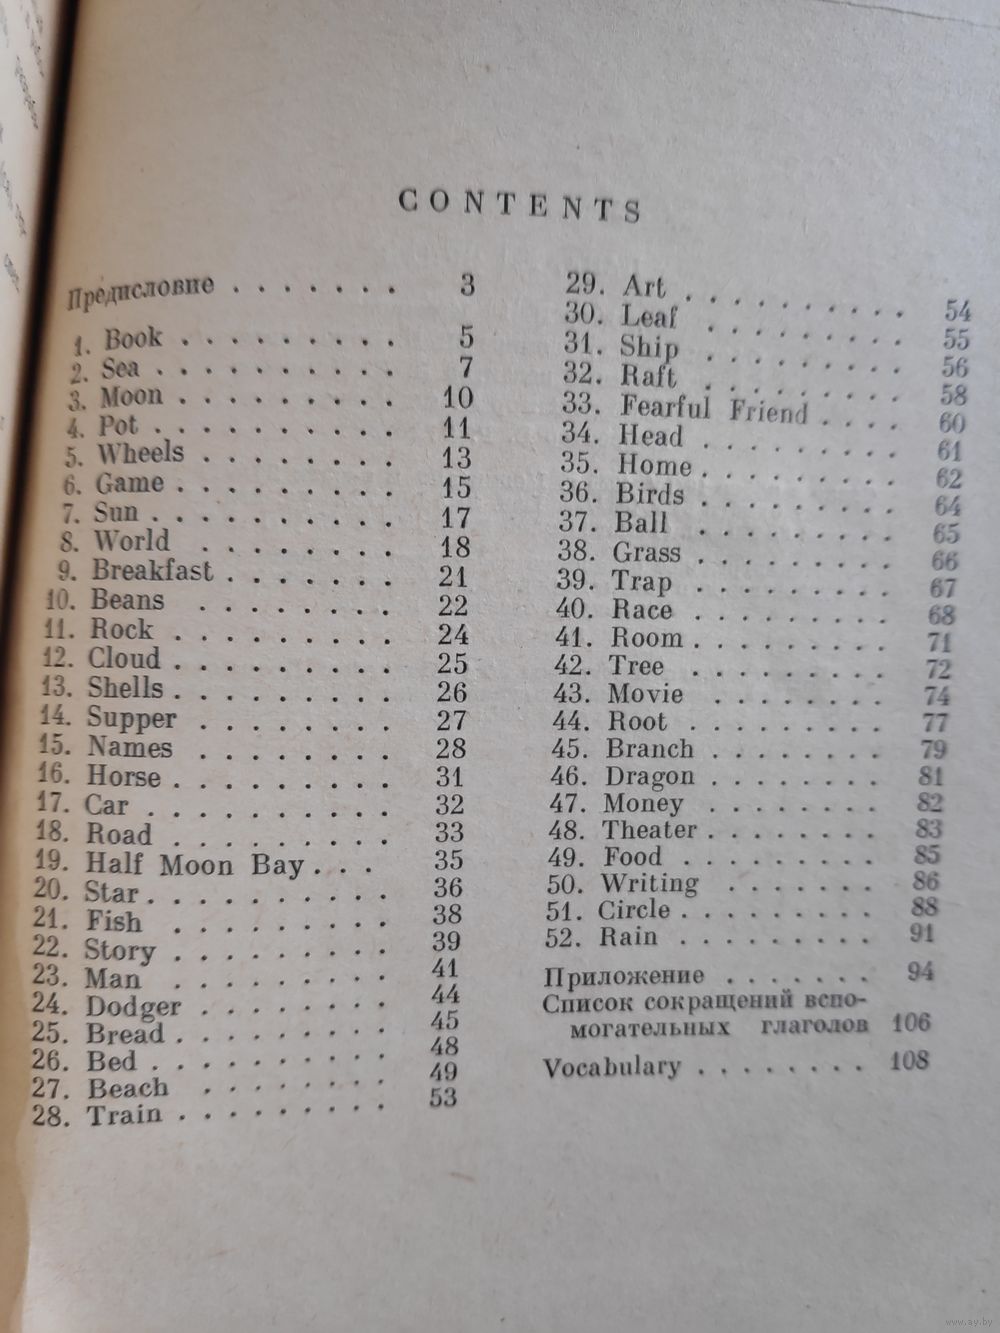 CONTENTS
Предисловие . . . . . . . 3
1. Book . . . . . . . . . 5
2. Sea . . . . . . . . . . 7
3. Moon . . . . . . . . . 10
4. Pot . . . . . . . . . . 11
5. Wheels . . . . . . . . 13
6. Game . . . . . . . . . 15
7. Sun . . . . . . . . . . 17
8. World . . . . . . . . 18
9. Breakfast . . . . . . . 21
10. Beans . . . . . . . . 22
11. Rock . . . . . . . . . 24
12. Cloud . . . . . . . . . 25
13. Shells . . . . . . . . . 26
14. Supper . . . . . . . . 27
15. Names . . . . . . . . 28
16. Horse . . . . . . . . . 31
17. Car . . . . . . . . . . 32
18. Road . . . . . . . . . 33
19. Half Moon Bay . . . 35
20. Star . . . . . . . . . . 36
21. Fish . . . . . . . . . 38
22. Story . . . . . . . . . 39
23. Man . . . . . . . . . 41
24. Dodger . . . . . . . . 44
25. Bread . . . . . . . . . 45
26. Bed . . . . . . . . . . 48
27. Beach . . . . . . . . 49
28. Train . . . . . . . . . 53
29. Art . . . . . . . . . . 54
30. Leaf . . . . . . . . . 55
31. Ship . . . . . . . . . 56
32. Raft . . . . . . . . . 58
33. Fearful Friend . . . . 60
34. Head . . . . . . . . . 61
35. Home . . . . . . . . . 62
36. Birds . . . . . . . . . 64
37. Ball . . . . . . . . . 65
38. Grass . . . . . . . . . 66
39. Trap . . . . . . . . . 67
40. Race . . . . . . . . . 68
41. Room . . . . . . . . . 71
42. Tree . . . . . . . . . 72
43. Movie . . . . . . . . 74
44. Root . . . . . . . . . 77
45. Branch . . . . . . . . 79
46. Dragon . . . . . . . . 81
47. Money . . . . . . . . 82
48. Theater . . . . . . . . 83
49. Food . . . . . . . . . 85
50. Writing . . . . . . . 86
51. Circle . . . . . . . . . 88
52. Rain . . . . . . . . . 91
Приложение . . . . . . . 94
Список сокращений вспо-
могательных глаголов 106
Vocabulary . . . . . . . . 108
www.ay.by